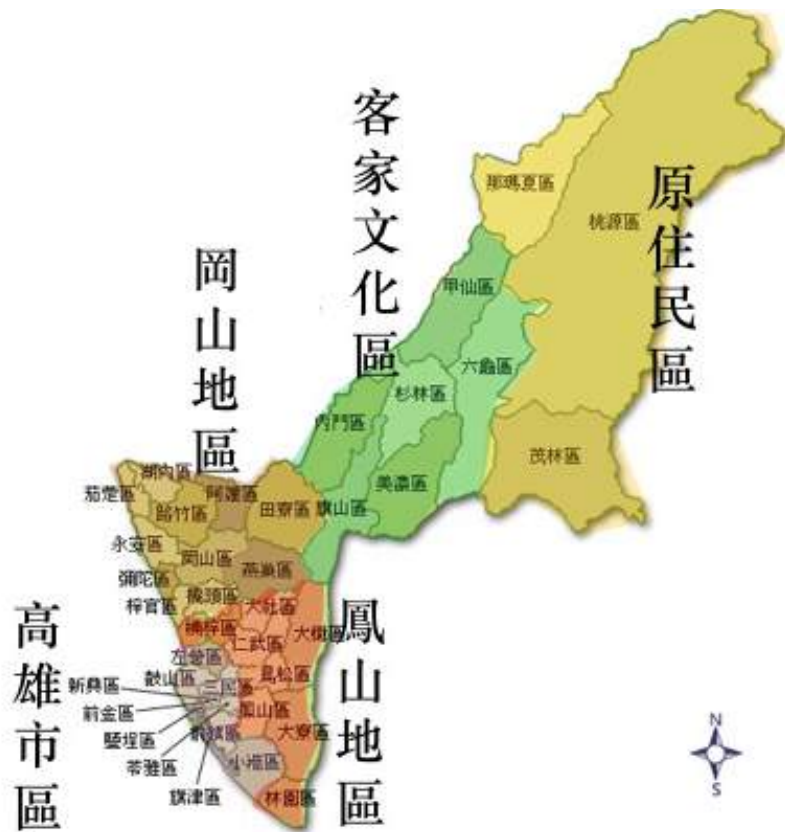 客家文化區
原住民區
岡山地區
高雄市區
鳳山地區
那瑪夏區
桃源區
甲仙區
六龜區
杉林區
內門區
茂林區
美濃區
旗山區
湖內區
茄萣區
阿蓮區
路竹區
田寮區
永安區
岡山區
燕巢區
彌陀區
橋頭區
梓官區
大社區
楠梓區
仁武區
大樹區
左營區
鼓山區
鳥松區
新興區
三民區
前金區
鳳山區
鹽埕區
大寮區
前鎮區
苓雅區
小港區
旗津區
林園區
N
S